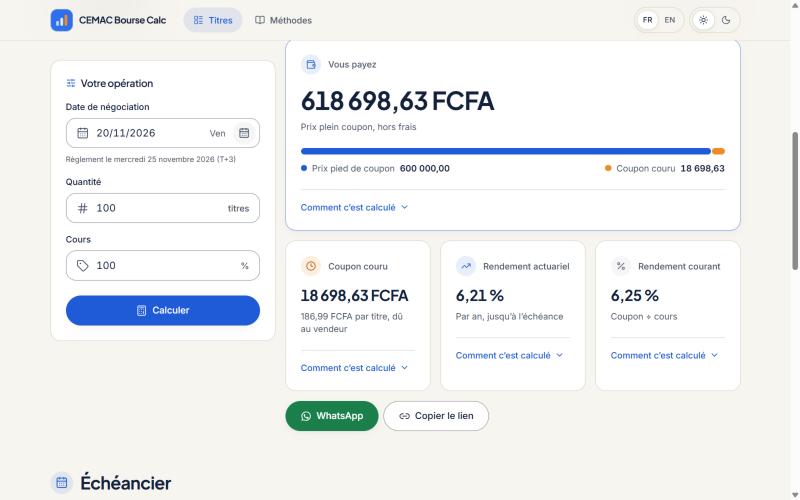 CEMAC Bourse Calc
Titres
Méthodes
FR
EN
Votre opération
Date de négociation
20/11/2026
Ven
Règlement le mercredi 25 novembre 2026 (T+3)
Quantité
100
titres
Cours
100
%
Calculer
Vous payez
618 698,63 FCFA
Prix plein coupon, hors frais
Prix pied de coupon 600 000,00
Coupon couru 18 698,63
Comment c’est calculé
Coupon couru
18 698,63 FCFA
186,99 FCFA par titre, dû
au vendeur
Comment c’est calculé
Rendement actuariel
6,21 %
Par an, jusqu’à l’échéance
Comment c’est calculé
Rendement courant
6,25 %
Coupon ÷ cours
Comment c’est calculé
WhatsApp
Copier le lien
Échéancier